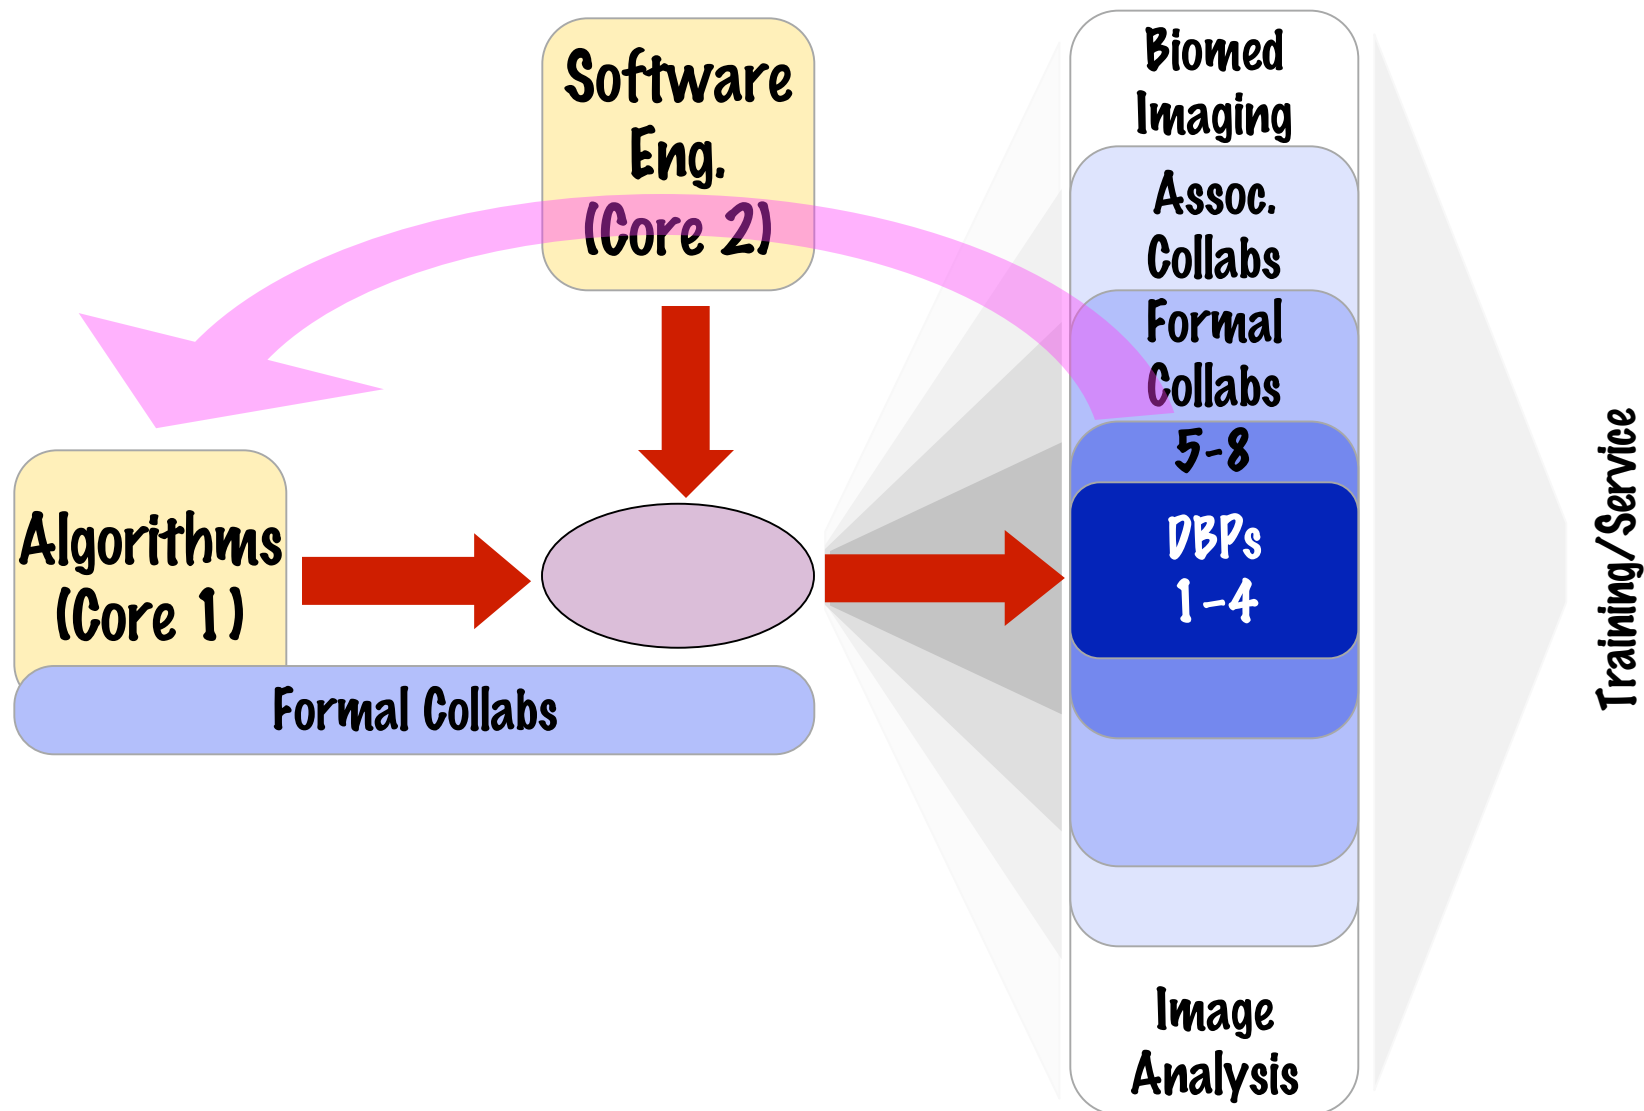 Software
Eng.
(Core 2)
Algorithms
(Core 1)
Formal Collabs
Biomed
Imaging
Assoc.
Collabs
Formal
Collabs
5-8
DBPs
1-4
Image
Analysis
Training/Service